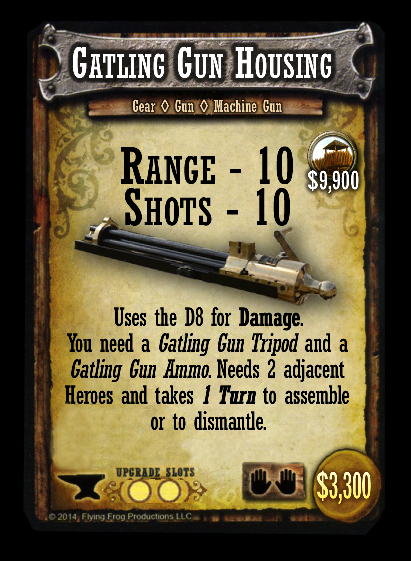 Gatling Gun Housing
Gear ◊ Gun ◊ Machine Gun
Range - 10
$9,900
Shots - 10
Uses the D8 for Damage.
You need a Gatling Gun Tripod and a
Gatling Gun Ammo. Needs 2 adjacent
Heroes and takes 1 Turn to assemble
or to dismantle.
UPGRADE SLOTS
$3,300
© 2014, Flying Frog Productions LLC